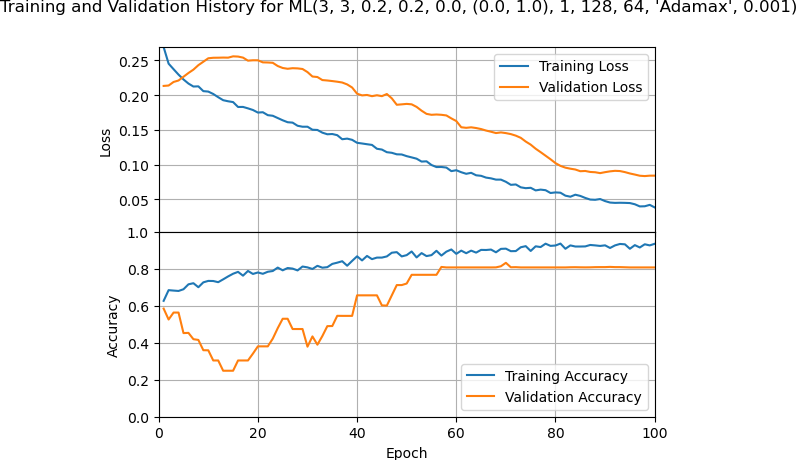 Training and Validation History for ML(3, 3, 0.2, 0.2, 0.0, (0.0, 1.0), 1, 128, 64, 'Adamax', 0.001)
0.25
0.20
0.15
0.10
0.05
Loss
Training Loss
Validation Loss
1.0
0.8
0.6
0.4
0.2
0.0
Accuracy
Training Accuracy
Validation Accuracy
0 20 40 60 80 100
Epoch